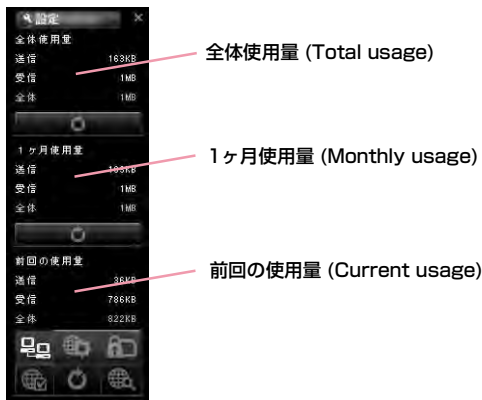 設定
全体使用量
送信 163KB
受信 1MB
全体 1MB
1ヶ月使用量
送信 163KB
受信 1MB
全体 1MB
前回の使用量
送信 36KB
受信 786KB
全体 822KB
全体使用量 (Total usage)
1ヶ月使用量 (Monthly usage)
前回の使用量 (Current usage)